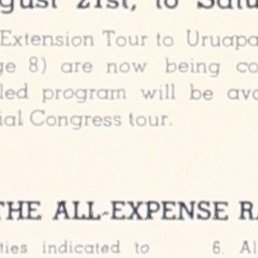 gust 21st, to Satu
Extension Tour to Uruapa
ge 8) are now being co
led program will be ava
ial Congress tour.
THE ALL-EXPENSE RA
ties indicated to 6. Al